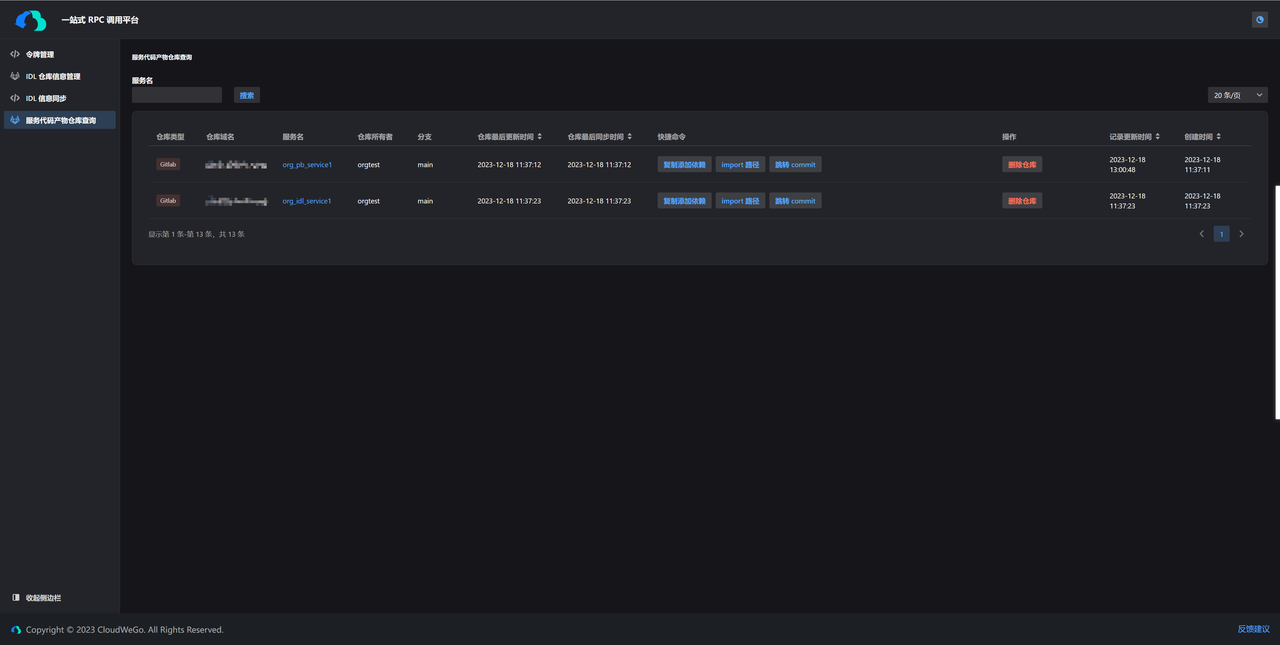 一站式 RPC 调用平台
令牌管理
IDL 仓库信息管理
IDL 信息同步
服务代码产物仓库查询
服务代码产物仓库查询
服务名
搜索
20 条/页
仓库类型 仓库域名 服务名 仓库所有者 分支 仓库最后更新时间 仓库最后同步时间 快捷命令 操作 记录更新时间 创建时间
Gitlab org_pb_service1 orgtest main 2023-12-18 11:37:12 2023-12-18 11:37:12 复制添加依赖 import 路径 跳转 commit 删除仓库 2023-12-18 13:00:48 2023-12-18 11:37:11
Gitlab org_idl_service1 orgtest main 2023-12-18 11:37:23 2023-12-18 11:37:23 复制添加依赖 import 路径 跳转 commit 删除仓库 2023-12-18 11:37:23 2023-12-18 11:37:23
显示第 1 条-第 13 条，共 13 条
1
收起侧边栏
Copyright © 2023 CloudWeGo. All Rights Reserved.
反馈建议